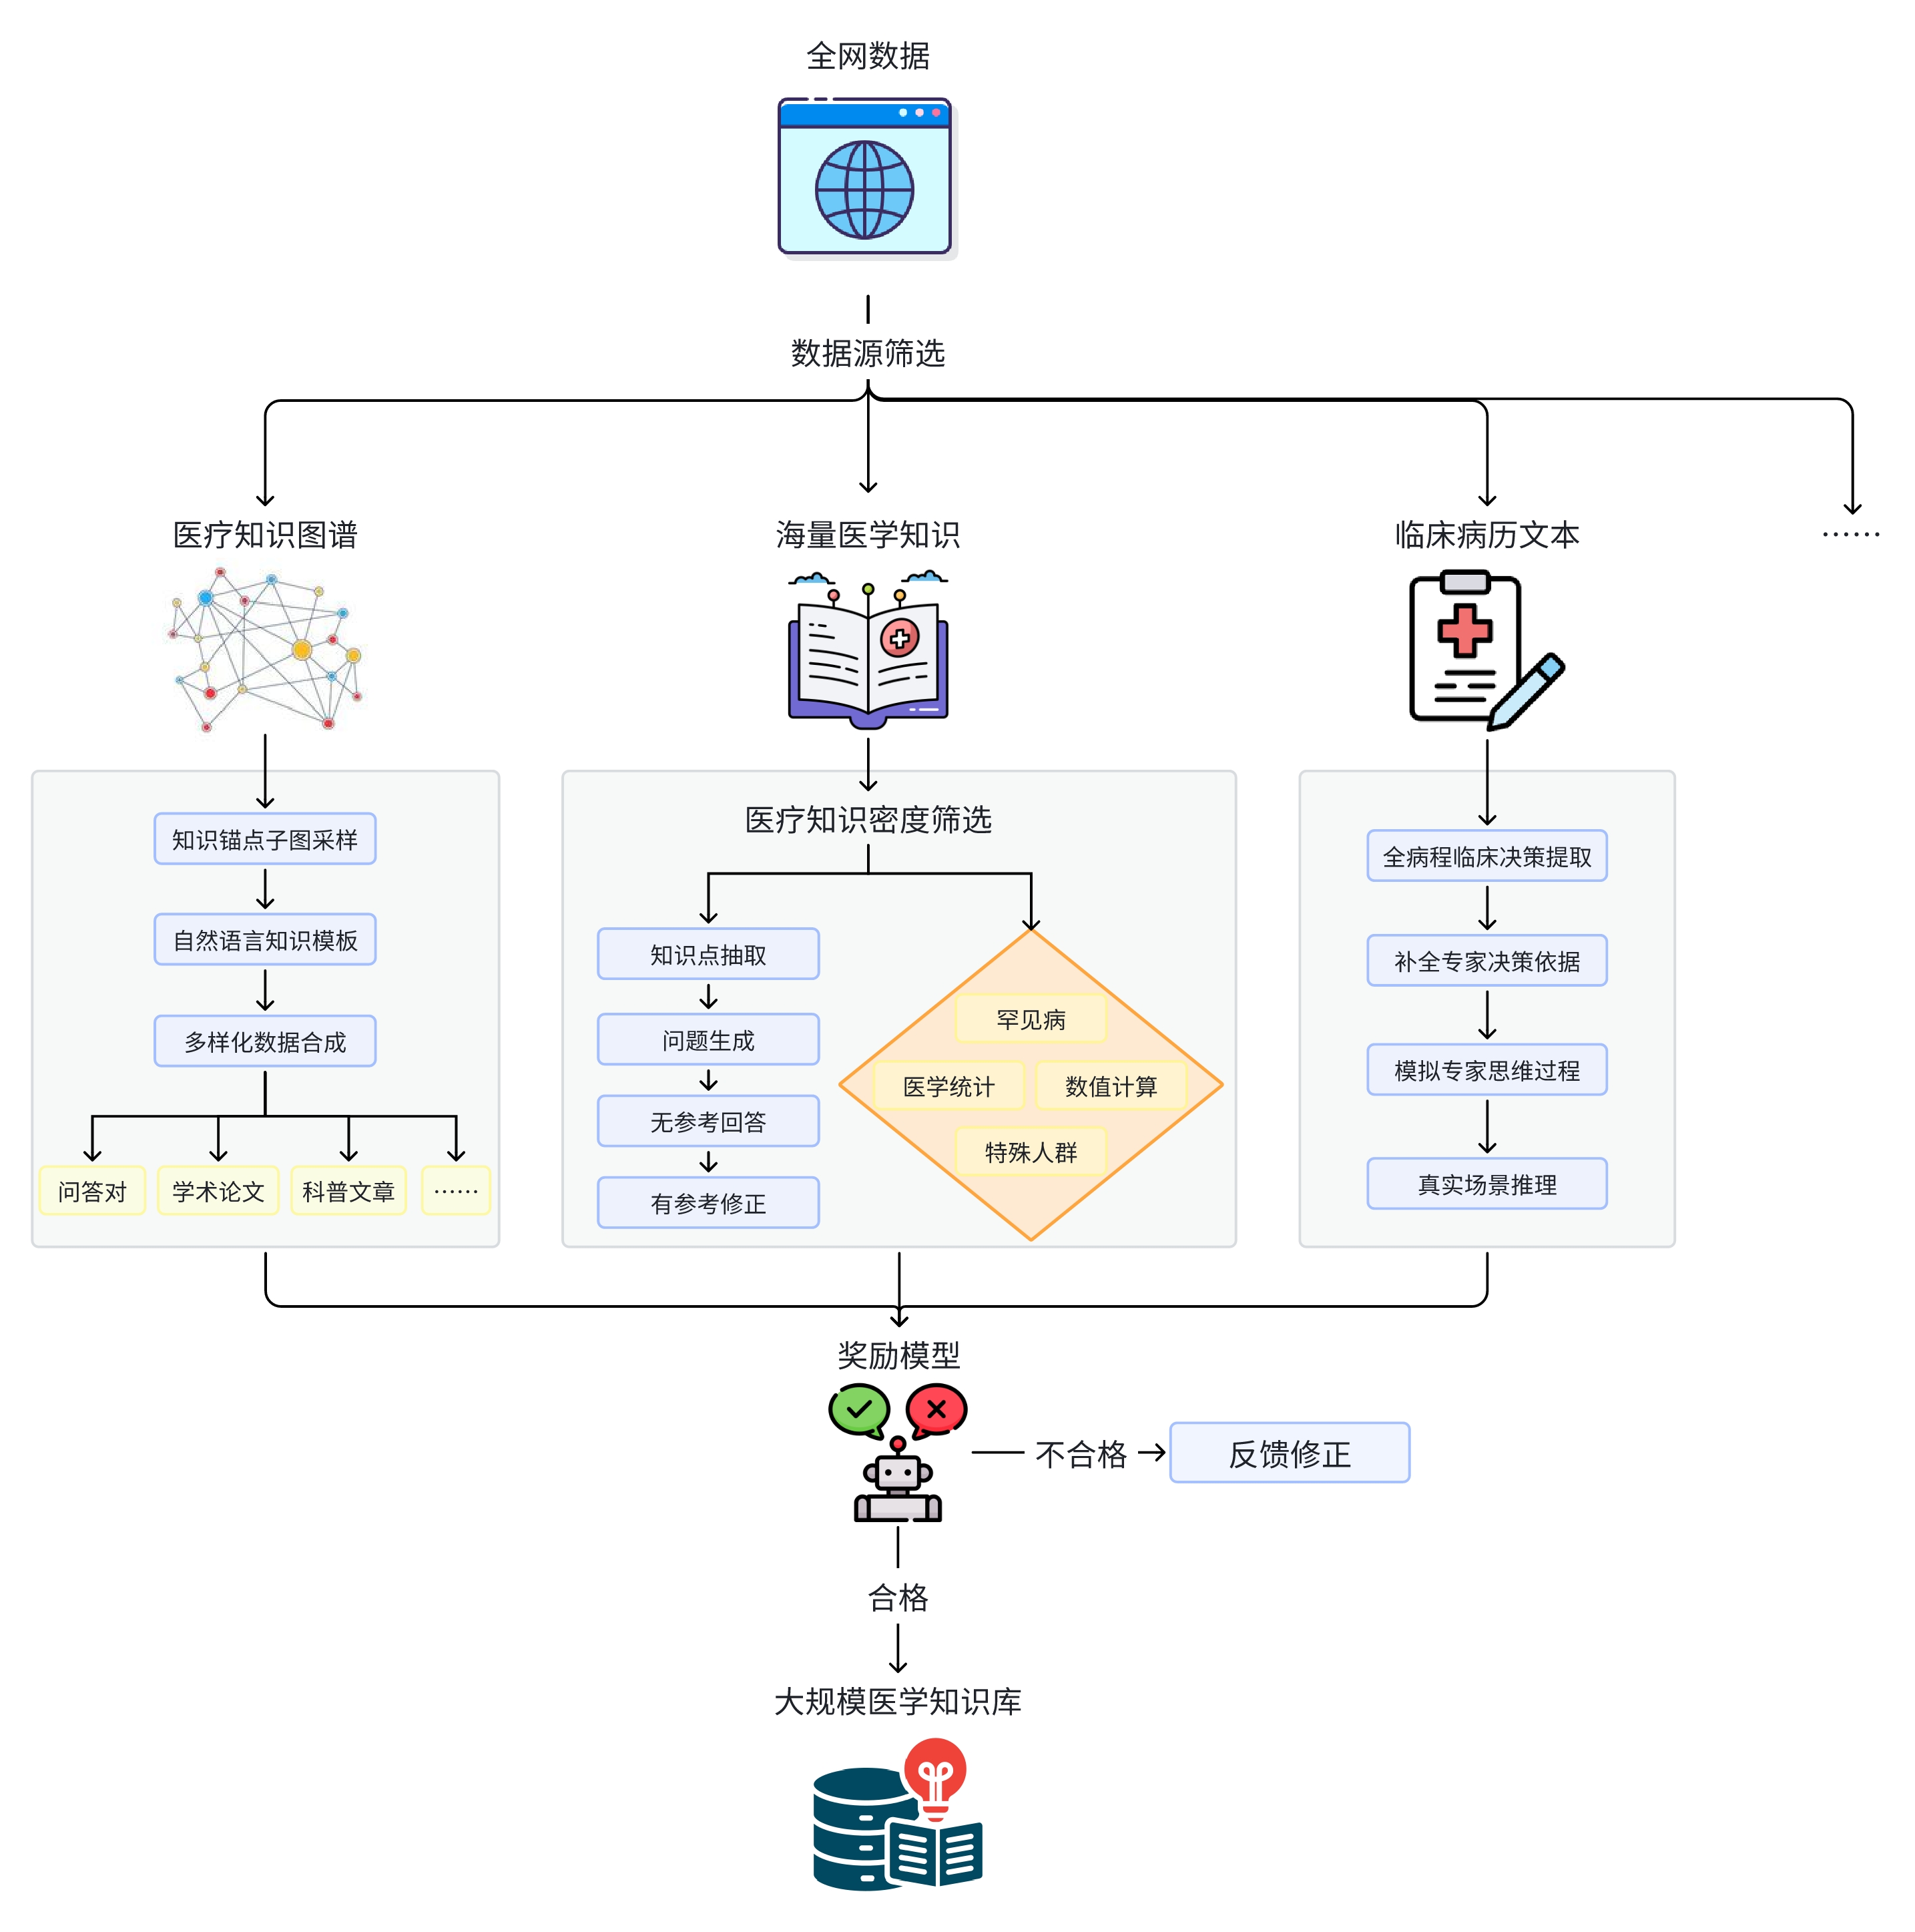 全网数据
数据源筛选
医疗知识图谱
海量医学知识
临床病历文本
……
知识锚点子图采样
自然语言知识模板
多样化数据合成
问答对
学术论文
科普文章
……
医疗知识密度筛选
知识点抽取
问题生成
无参考回答
有参考修正
罕见病
医学统计
数值计算
特殊人群
全病程临床决策提取
补全专家决策依据
模拟专家思维过程
真实场景推理
奖励模型
不合格
反馈修正
合格
大规模医学知识库